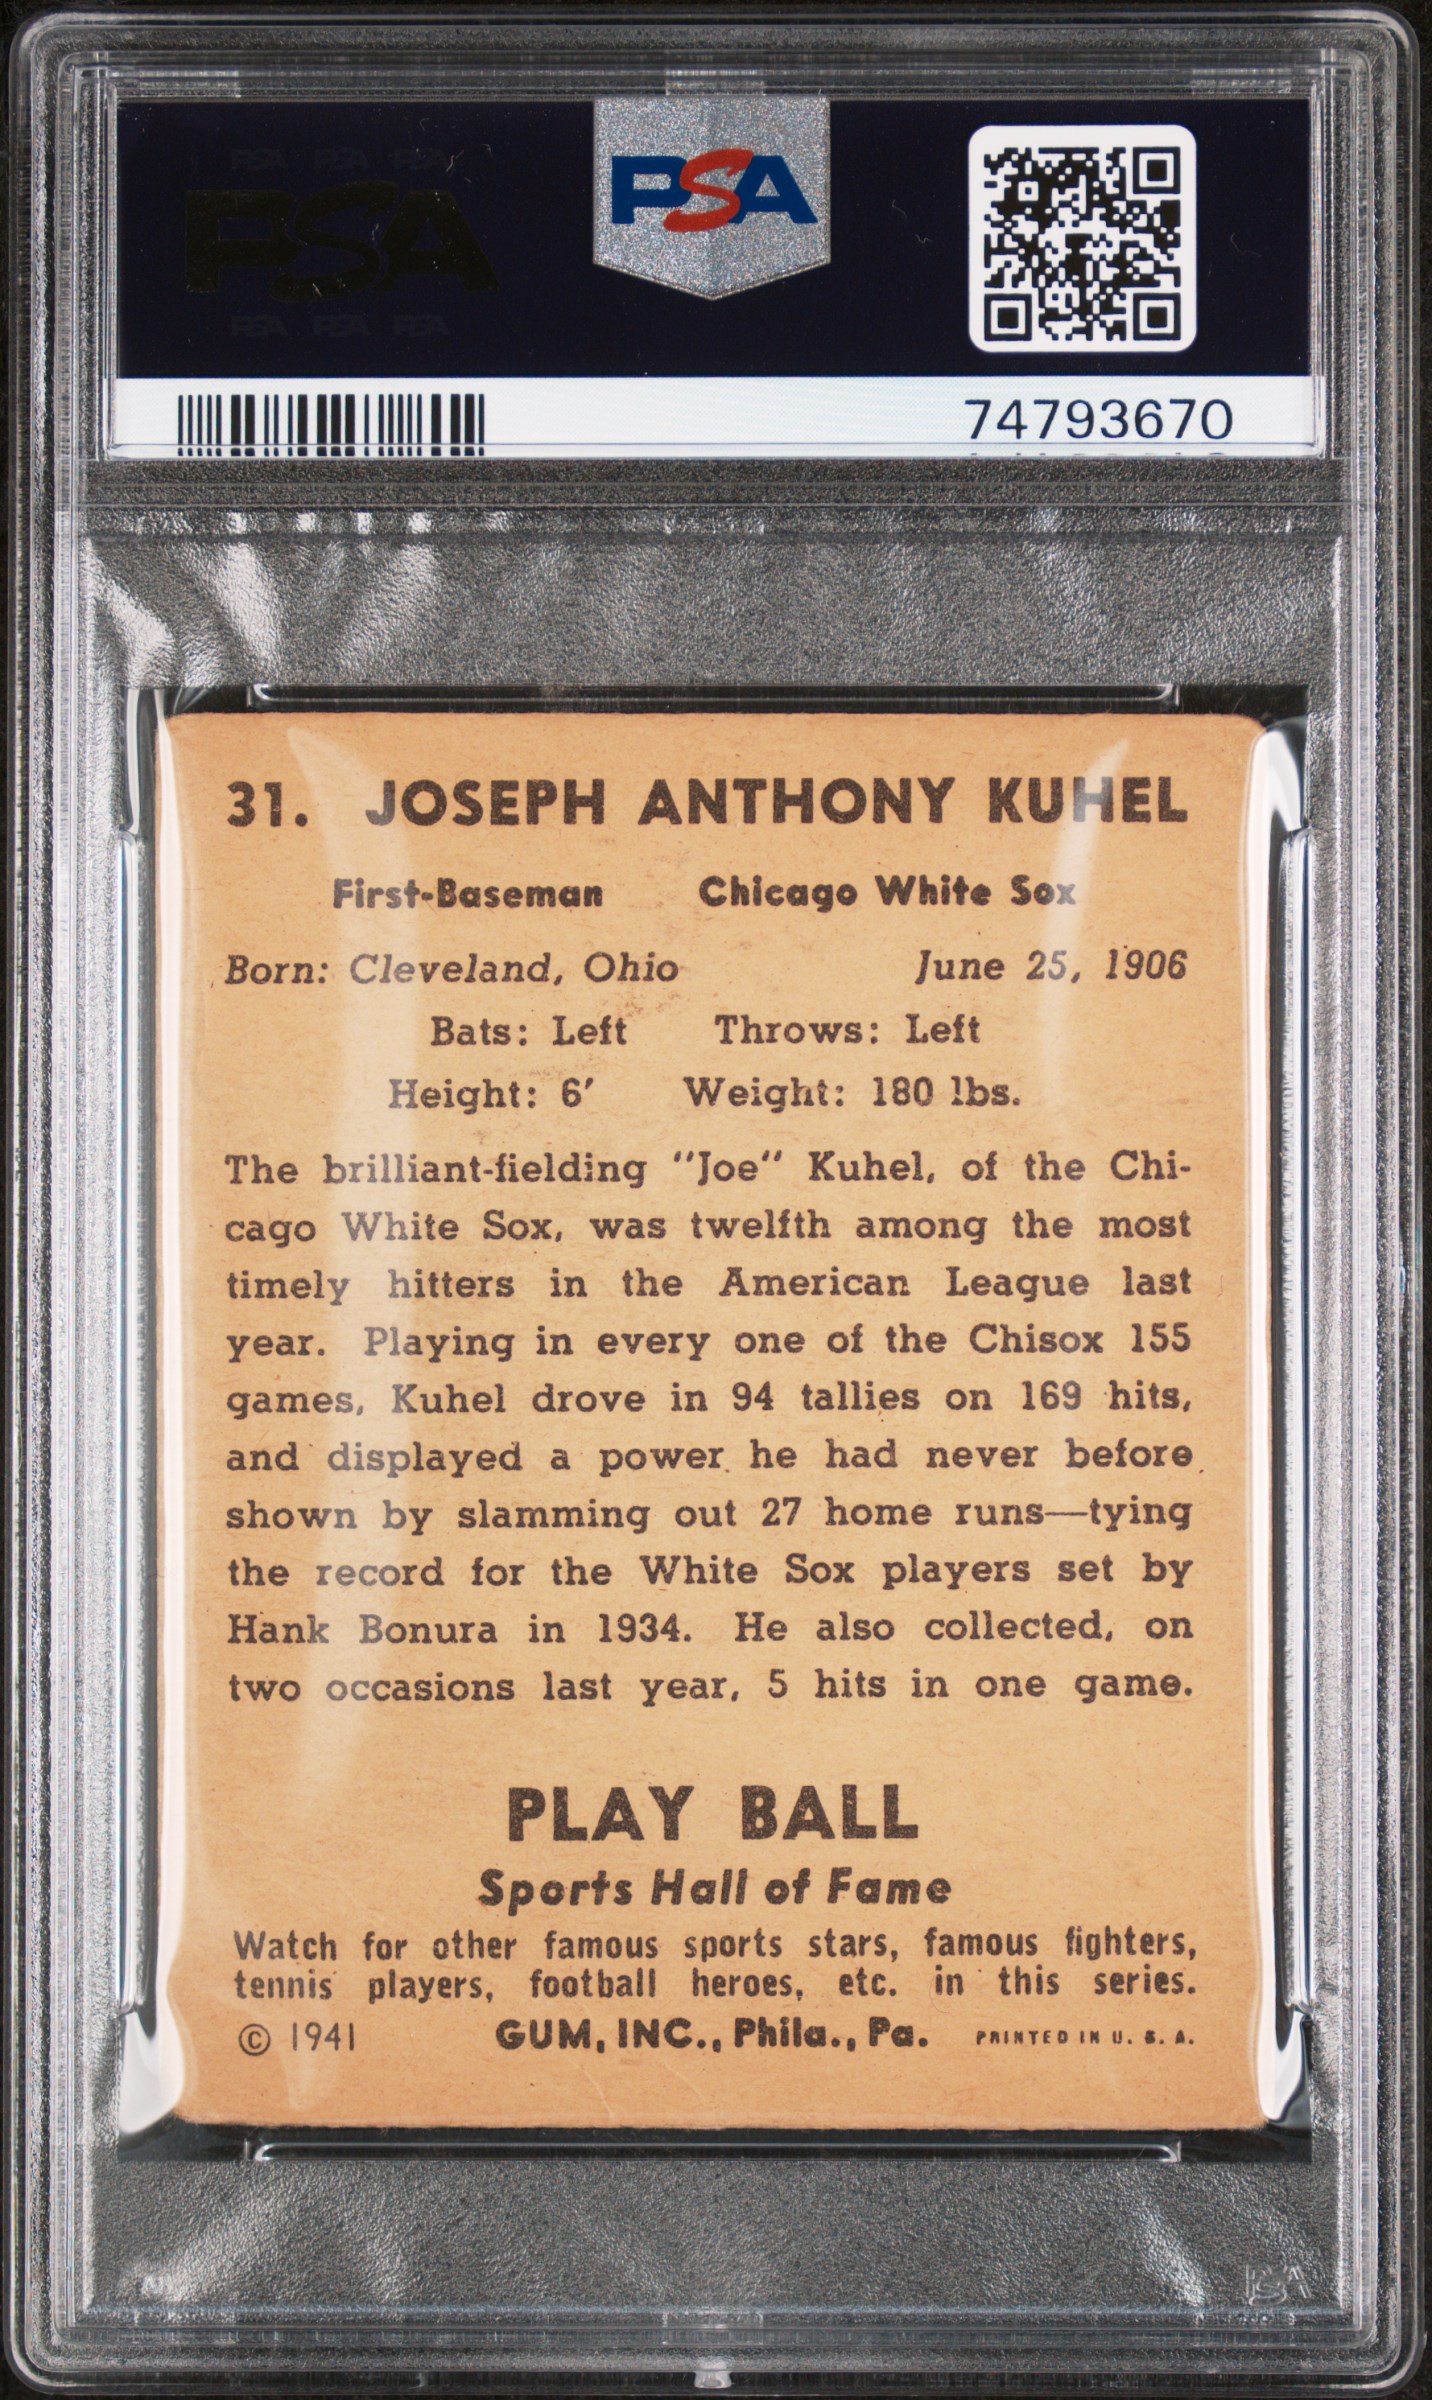 PSA
PSA PSA PSA
PSA
PSA PSA PSA
74793670
31. JOSEPH ANTHONY KUHEL
First-Baseman Chicago White Sox
Born: Cleveland, Ohio June 25, 1906
Bats: Left Throws: Left
Height: 6' Weight: 180 lbs.
The brilliant-fielding "Joe" Kuhel, of the Chi-
cago White Sox, was twelfth among the most
timely hitters in the American League last
year. Playing in every one of the Chisox 155
games, Kuhel drove in 94 tallies on 169 hits,
and displayed a power he had never before
shown by slamming out 27 home runs—tying
the record for the White Sox players set by
Hank Bonura in 1934. He also collected, on
two occasions last year, 5 hits in one game.
PLAY BALL
Sports Hall of Fame
Watch for other famous sports stars, famous fighters,
tennis players, football heroes, etc. in this series.
© 1941 GUM, INC., Phila., Pa. PRINTED IN U. S. A.
PSA